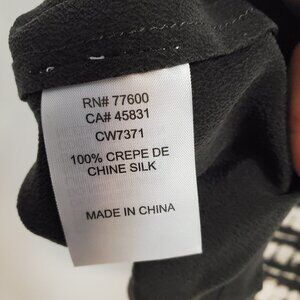 RN# 77600
CA# 45831
CW7371
100% CREPE DE
CHINE SILK
MADE IN CHINA